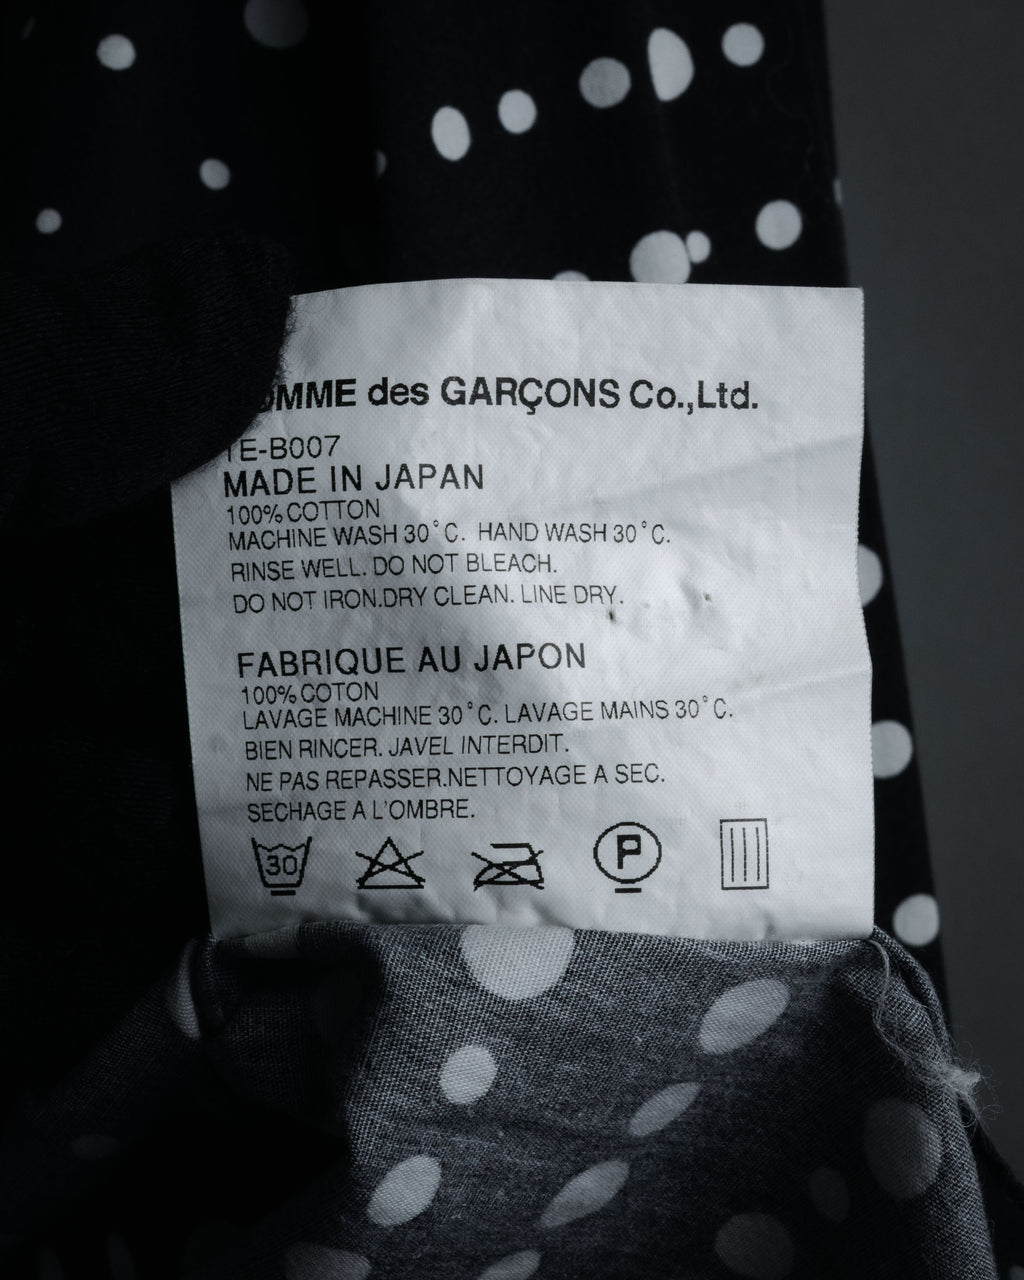 OMME des GARÇONS Co.,Ltd.
TE-B007
MADE IN JAPAN
100% COTTON
MACHINE WASH 30°C. HAND WASH 30°C.
RINSE WELL. DO NOT BLEACH.
DO NOT IRON.DRY CLEAN. LINE DRY.
FABRIQUE AU JAPON
100% COTON
LAVAGE MACHINE 30°C. LAVAGE MAINS 30°C.
BIEN RINCER. JAVEL INTERDIT.
NE PAS REPASSER.NETTOYAGE A SEC.
SECHAGE A L'OMBRE.
30 P